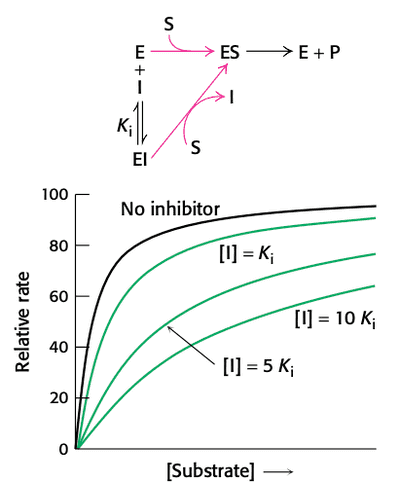 S
E ⟶ ES ⟶ E + P
+
I
I
Ki
S
EI
100
No inhibitor
80
[I] = Ki
60
[I] = 10 Ki
40
[I] = 5 Ki
20
0
Relative rate
[Substrate] ⟶